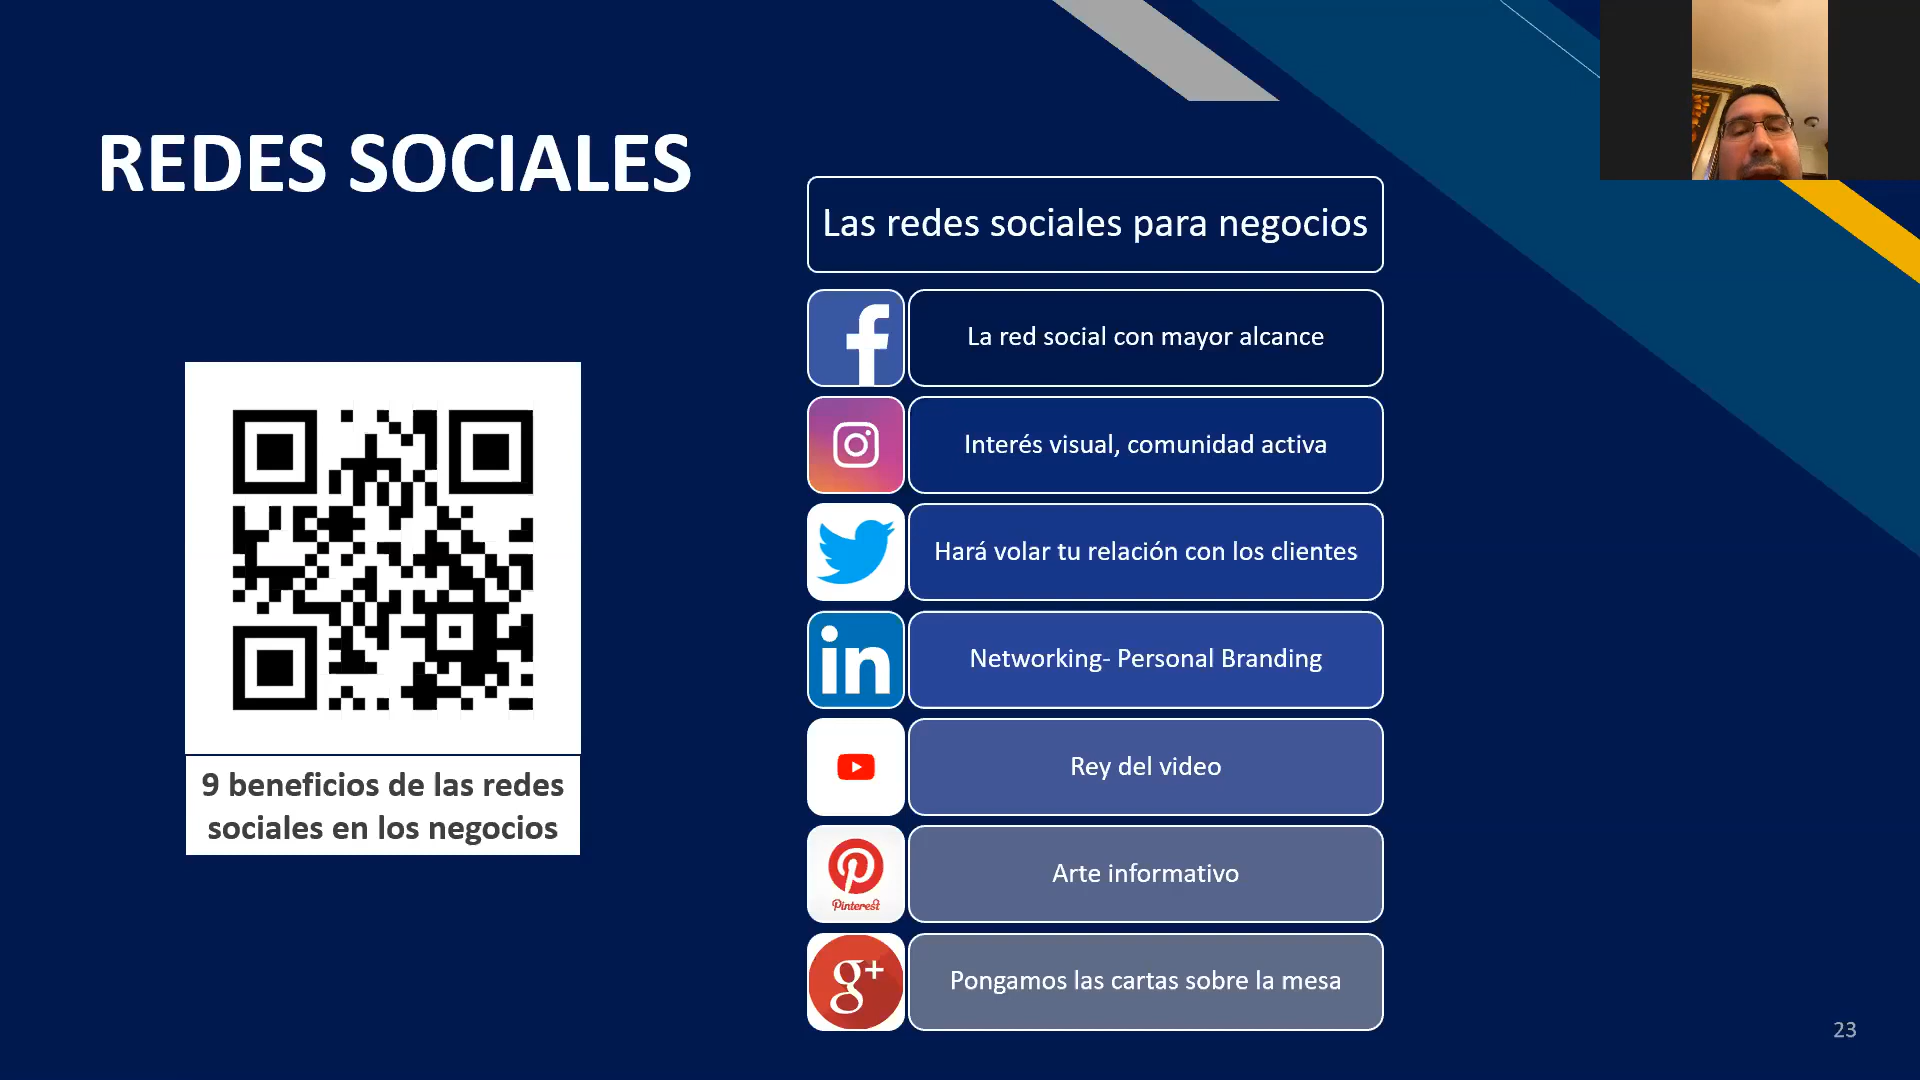 REDES SOCIALES
9 beneficios de las redes
sociales en los negocios
Las redes sociales para negocios
f
La red social con mayor alcance
Interés visual, comunidad activa
Hará volar tu relación con los clientes
in
Networking- Personal Branding
Rey del video
Pinterest
Arte informativo
g+
Pongamos las cartas sobre la mesa
23